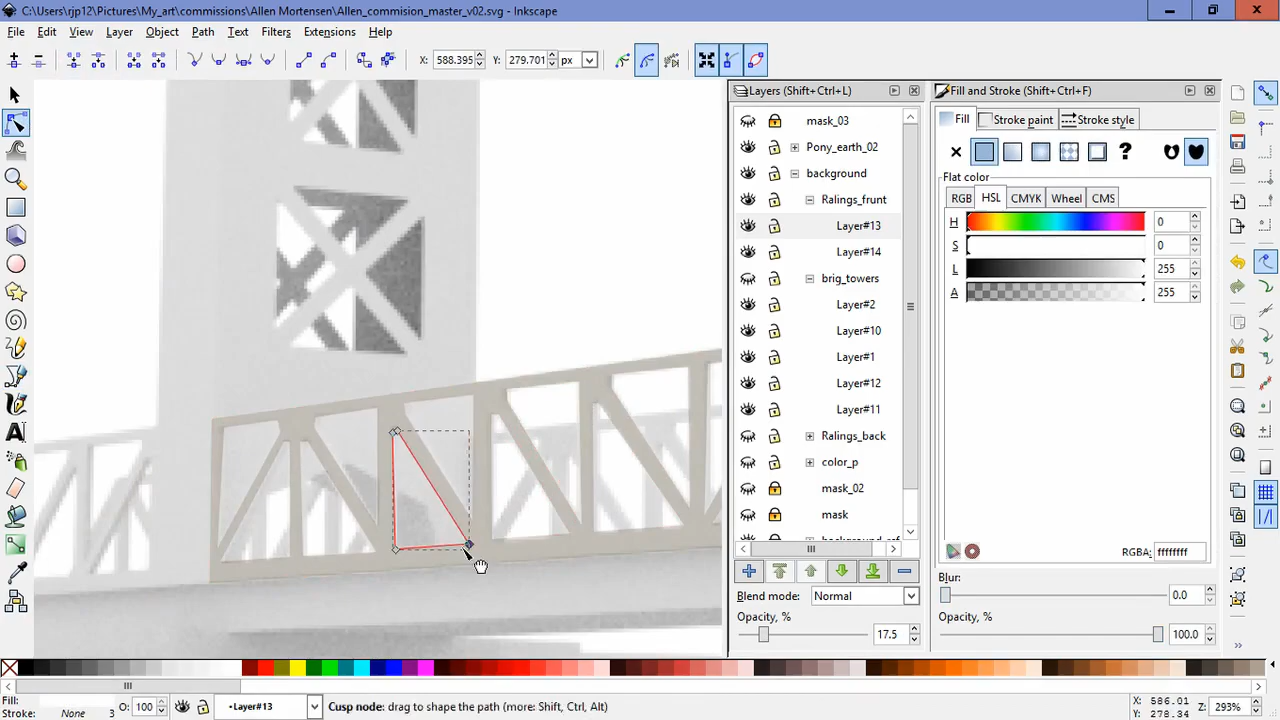 C:\Users\rjp12\Pictures\My_art\commissions\Allen Mortensen\Allen_commision_master_v02.svg - Inkscape
File Edit View Layer Object Path Text Filters Extensions Help
X: 588.395 Y: 279.701 px
Layers (Shift+Ctrl+L)
mask_03
Pony_earth_02
background
Ralings_frunt
Layer#13
Layer#14
brig_towers
Layer#2
Layer#10
Layer#1
Layer#12
Layer#11
Ralings_back
color_p
mask_02
mask
Blend mode: Normal
Opacity, %
17.5
Fill and Stroke (Shift+Ctrl+F)
Fill Stroke paint Stroke style
Flat color
RGB HSL CMYK Wheel CMS
H 0
S 0
L 255
A 255
RGBA: ffffffff
Blur:
0.0
Opacity, %
100.0
Fill:
Stroke: None 3 O: 100 •Layer#13 Cusp node: drag to shape the path (more: Shift, Ctrl, Alt)
X: 586.01
Y: 278.34
Z: 293%